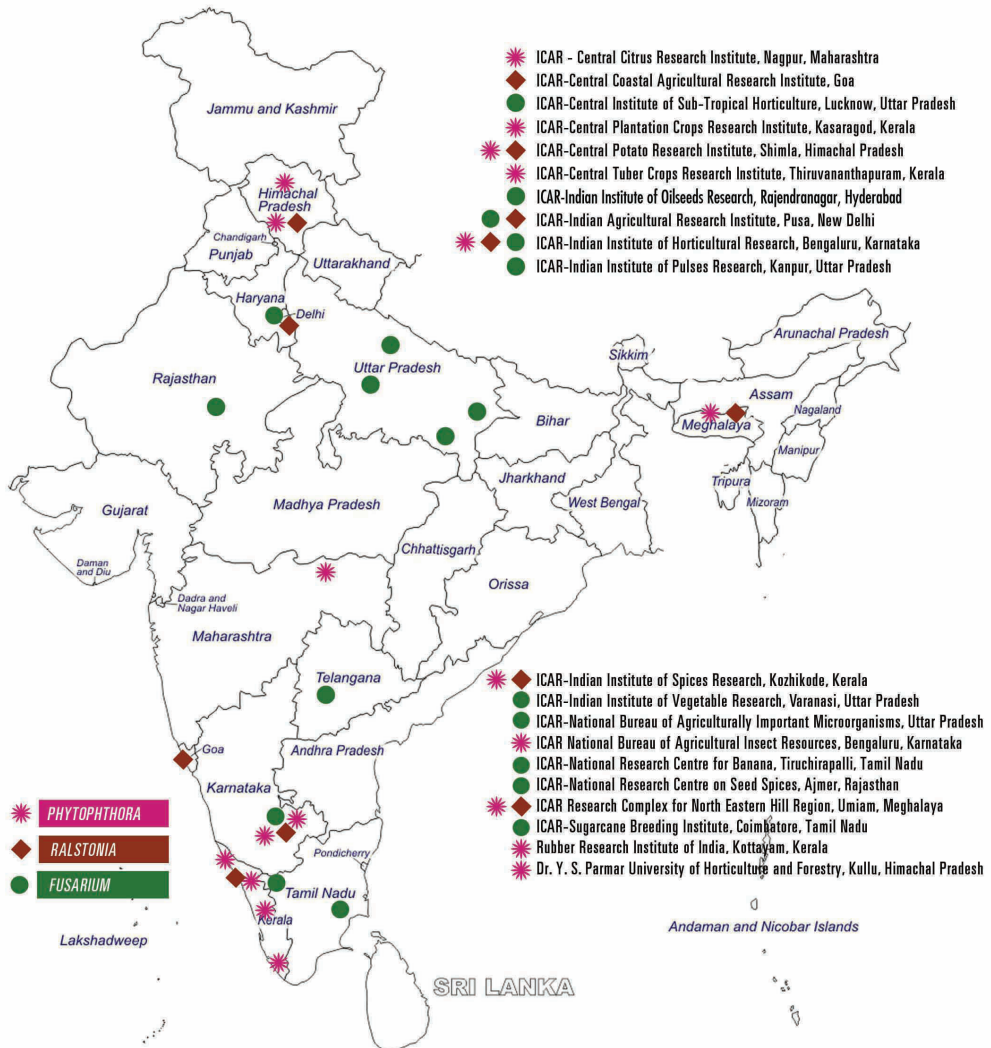 ICAR - Central Citrus Research Institute, Nagpur, Maharashtra
ICAR-Central Coastal Agricultural Research Institute, Goa
ICAR-Central Institute of Sub-Tropical Horticulture, Lucknow, Uttar Pradesh
ICAR-Central Plantation Crops Research Institute, Kasaragod, Kerala
ICAR-Central Potato Research Institute, Shimla, Himachal Pradesh
ICAR-Central Tuber Crops Research Institute, Thiruvananthapuram, Kerala
ICAR-Indian Institute of Oilseeds Research, Rajendranagar, Hyderabad
ICAR-Indian Agricultural Research Institute, Pusa, New Delhi
ICAR-Indian Institute of Horticultural Research, Bengaluru, Karnataka
ICAR-Indian Institute of Pulses Research, Kanpur, Uttar Pradesh
Jammu and Kashmir
Himachal
Pradesh
Chandigarh
Punjab
Uttarakhand
Haryana
Delhi
Rajasthan
Uttar Pradesh
Sikkim
Arunachal Pradesh
Assam
Nagaland
Meghalaya
Manipur
Bihar
Tripura
Mizoram
Jharkhand
West Bengal
Gujarat
Madhya Pradesh
Chhattisgarh
Daman
and Diu
Orissa
Dadra and
Nagar Haveli
Maharashtra
Telangana
Goa
Andhra Pradesh
Karnataka
Pondicherry
Tamil Nadu
Kerala
Lakshadweep
Andaman and Nicobar Islands
SRI LANKA
ICAR-Indian Institute of Spices Research, Kozhikode, Kerala
ICAR-Indian Institute of Vegetable Research, Varanasi, Uttar Pradesh
ICAR-National Bureau of Agriculturally Important Microorganisms, Uttar Pradesh
ICAR National Bureau of Agricultural Insect Resources, Bengaluru, Karnataka
ICAR-National Research Centre for Banana, Tiruchirapalli, Tamil Nadu
ICAR-National Research Centre on Seed Spices, Ajmer, Rajasthan
ICAR Research Complex for North Eastern Hill Region, Umiam, Meghalaya
ICAR-Sugarcane Breeding Institute, Coimbatore, Tamil Nadu
Rubber Research Institute of India, Kottayam, Kerala
Dr. Y. S. Parmar University of Horticulture and Forestry, Kullu, Himachal Pradesh
PHYTOPHTHORA
RALSTONIA
FUSARIUM